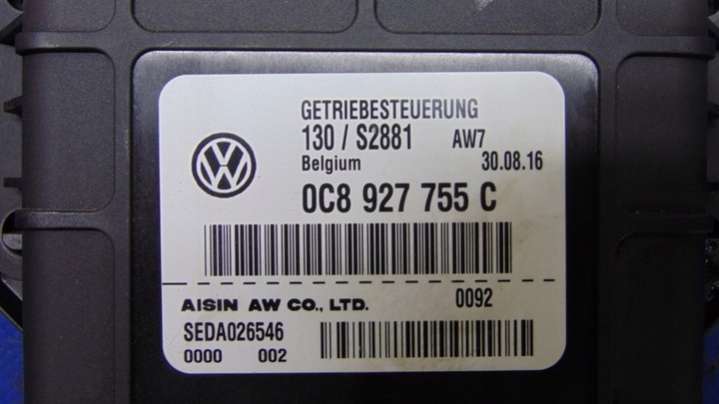 GETRIEBESTEUERUNG
130 / S2881 AW7
Belgium 30.08.16
0C8 927 755 C
AISIN AW CO., LTD. 0092
SEDA026546
0000 002